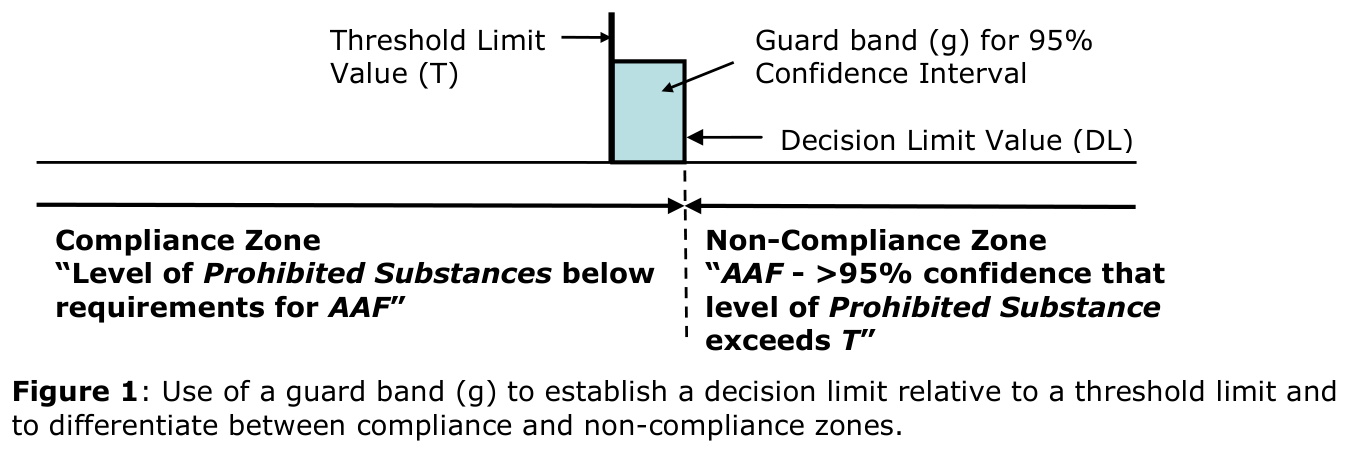 Threshold Limit
Value (T)
Guard band (g) for 95%
Confidence Interval
Decision Limit Value (DL)
Compliance Zone
“Level of Prohibited Substances below
requirements for AAF”
Non-Compliance Zone
“AAF - >95% confidence that
level of Prohibited Substance
exceeds T”
Figure 1: Use of a guard band (g) to establish a decision limit relative to a threshold limit and
to differentiate between compliance and non-compliance zones.